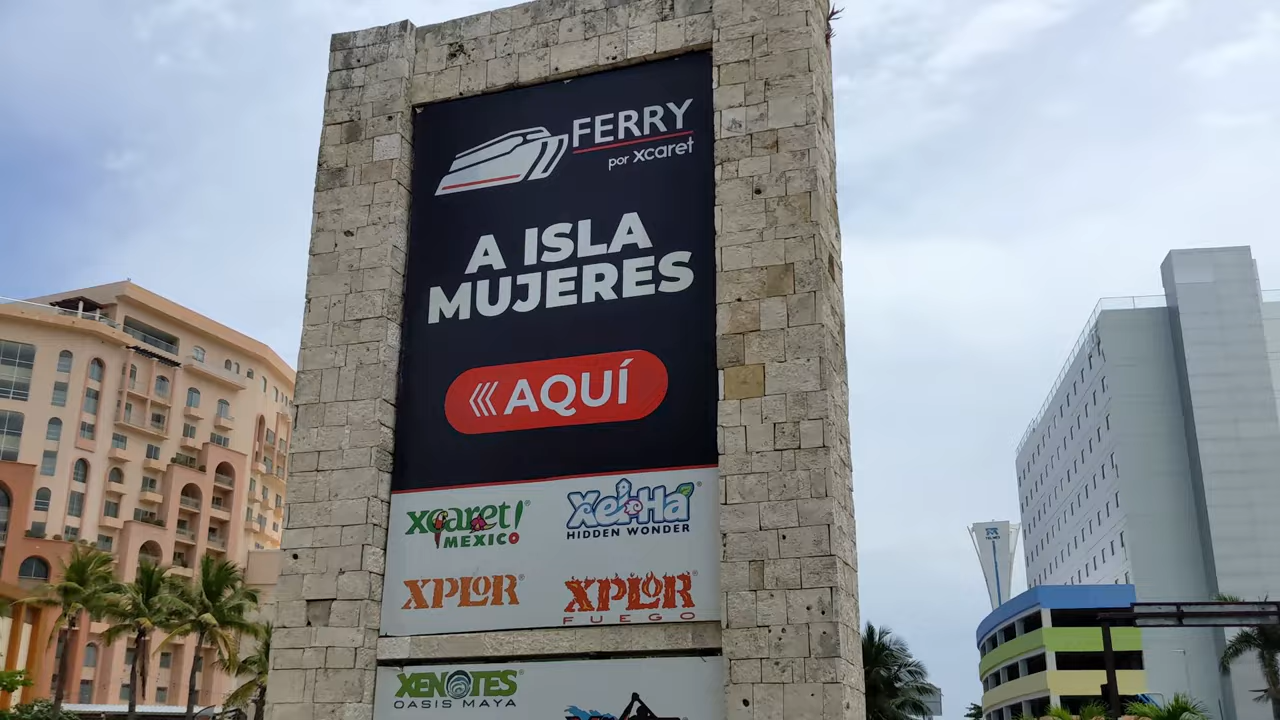 FERRY
por xcaret
A ISLA
MUJERES
AQUÍ
xcaret!®
MEXICO
Xel-Há®
HIDDEN WONDER
XPLOR®
XPLOR®
FUEGO
XENOTES®
OASIS MAYA